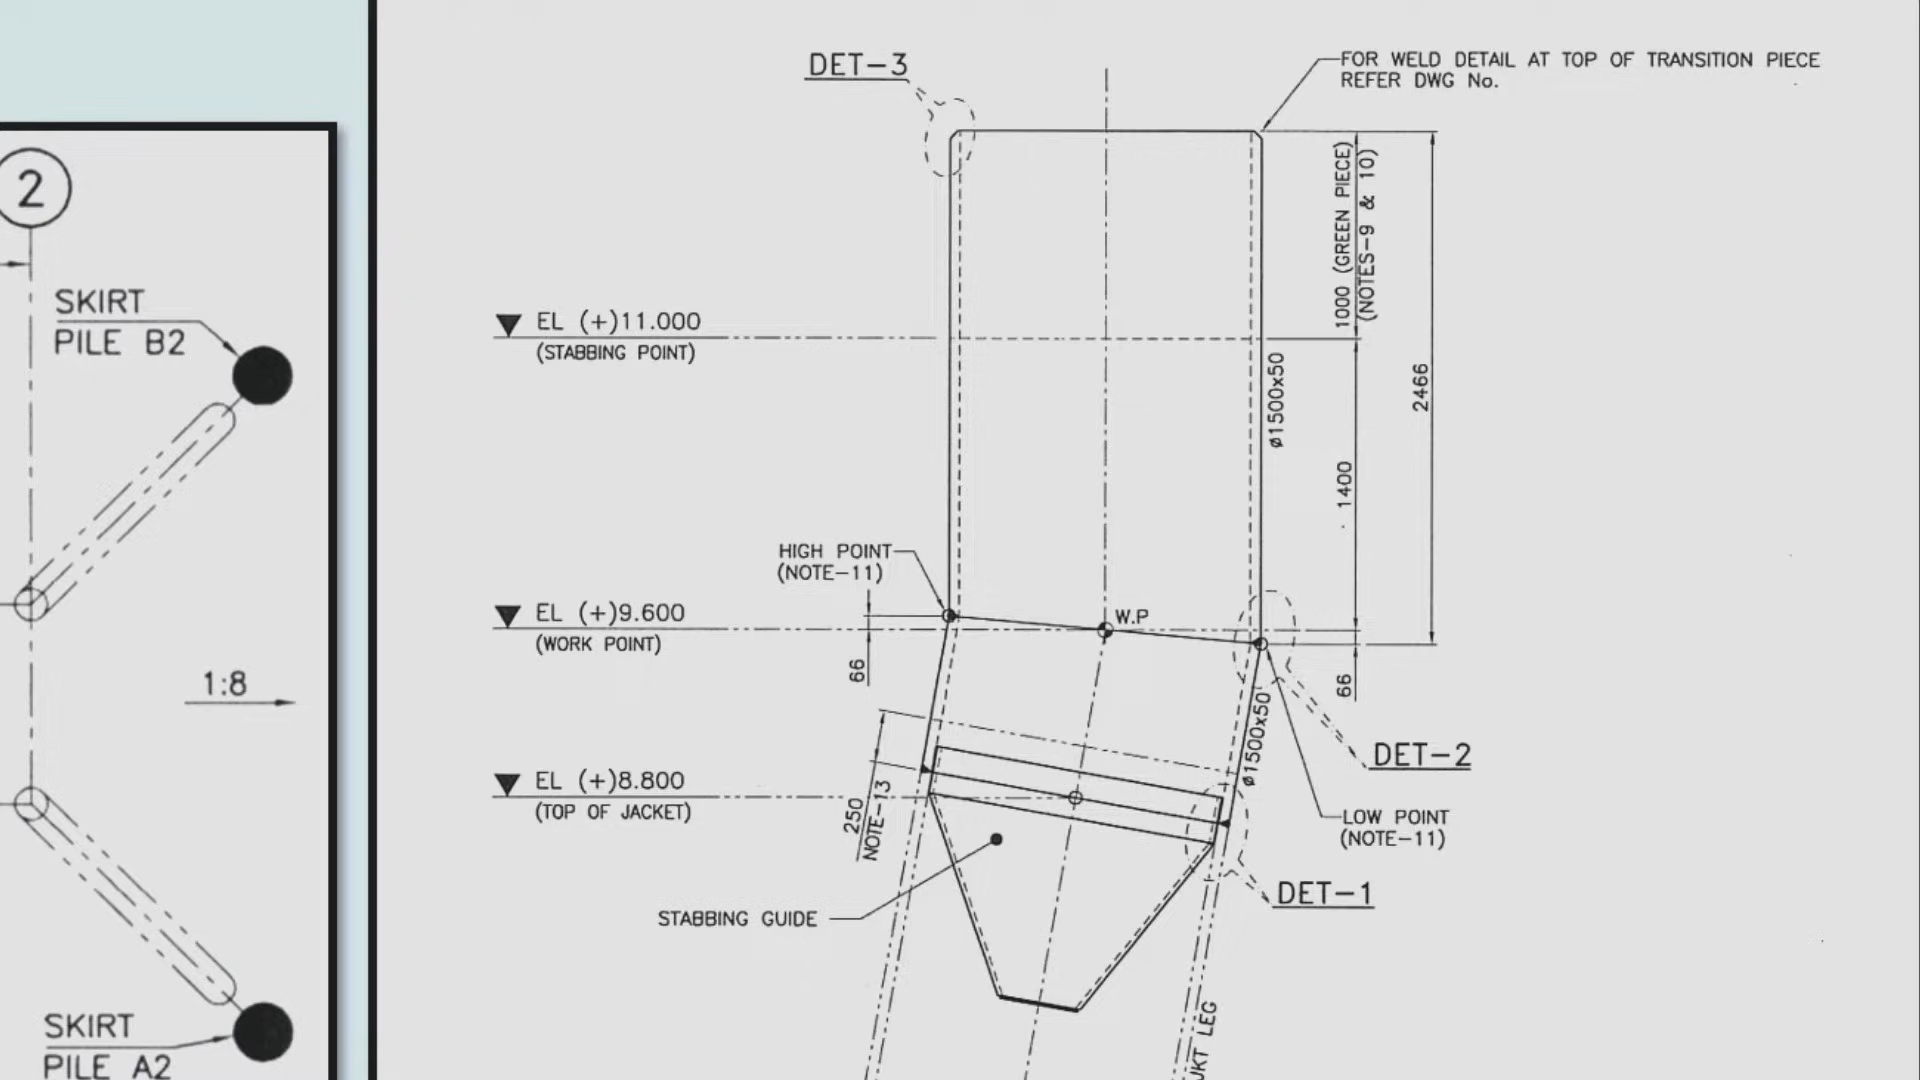 2
SKIRT
PILE B2
1:8
SKIRT
PILE A2
DET-3
FOR WELD DETAIL AT TOP OF TRANSITION PIECE
REFER DWG No.
1000 (GREEN PIECE)
(NOTES-9 & 10)
EL (+)11.000
(STABBING POINT)
ø1500x50
2466
1400
HIGH POINT
(NOTE-11)
EL (+)9.600
(WORK POINT)
W.P
66
66
ø1500x50
DET-2
EL (+)8.800
(TOP OF JACKET)
250
NOTE-13
LOW POINT
(NOTE-11)
DET-1
STABBING GUIDE
LEG